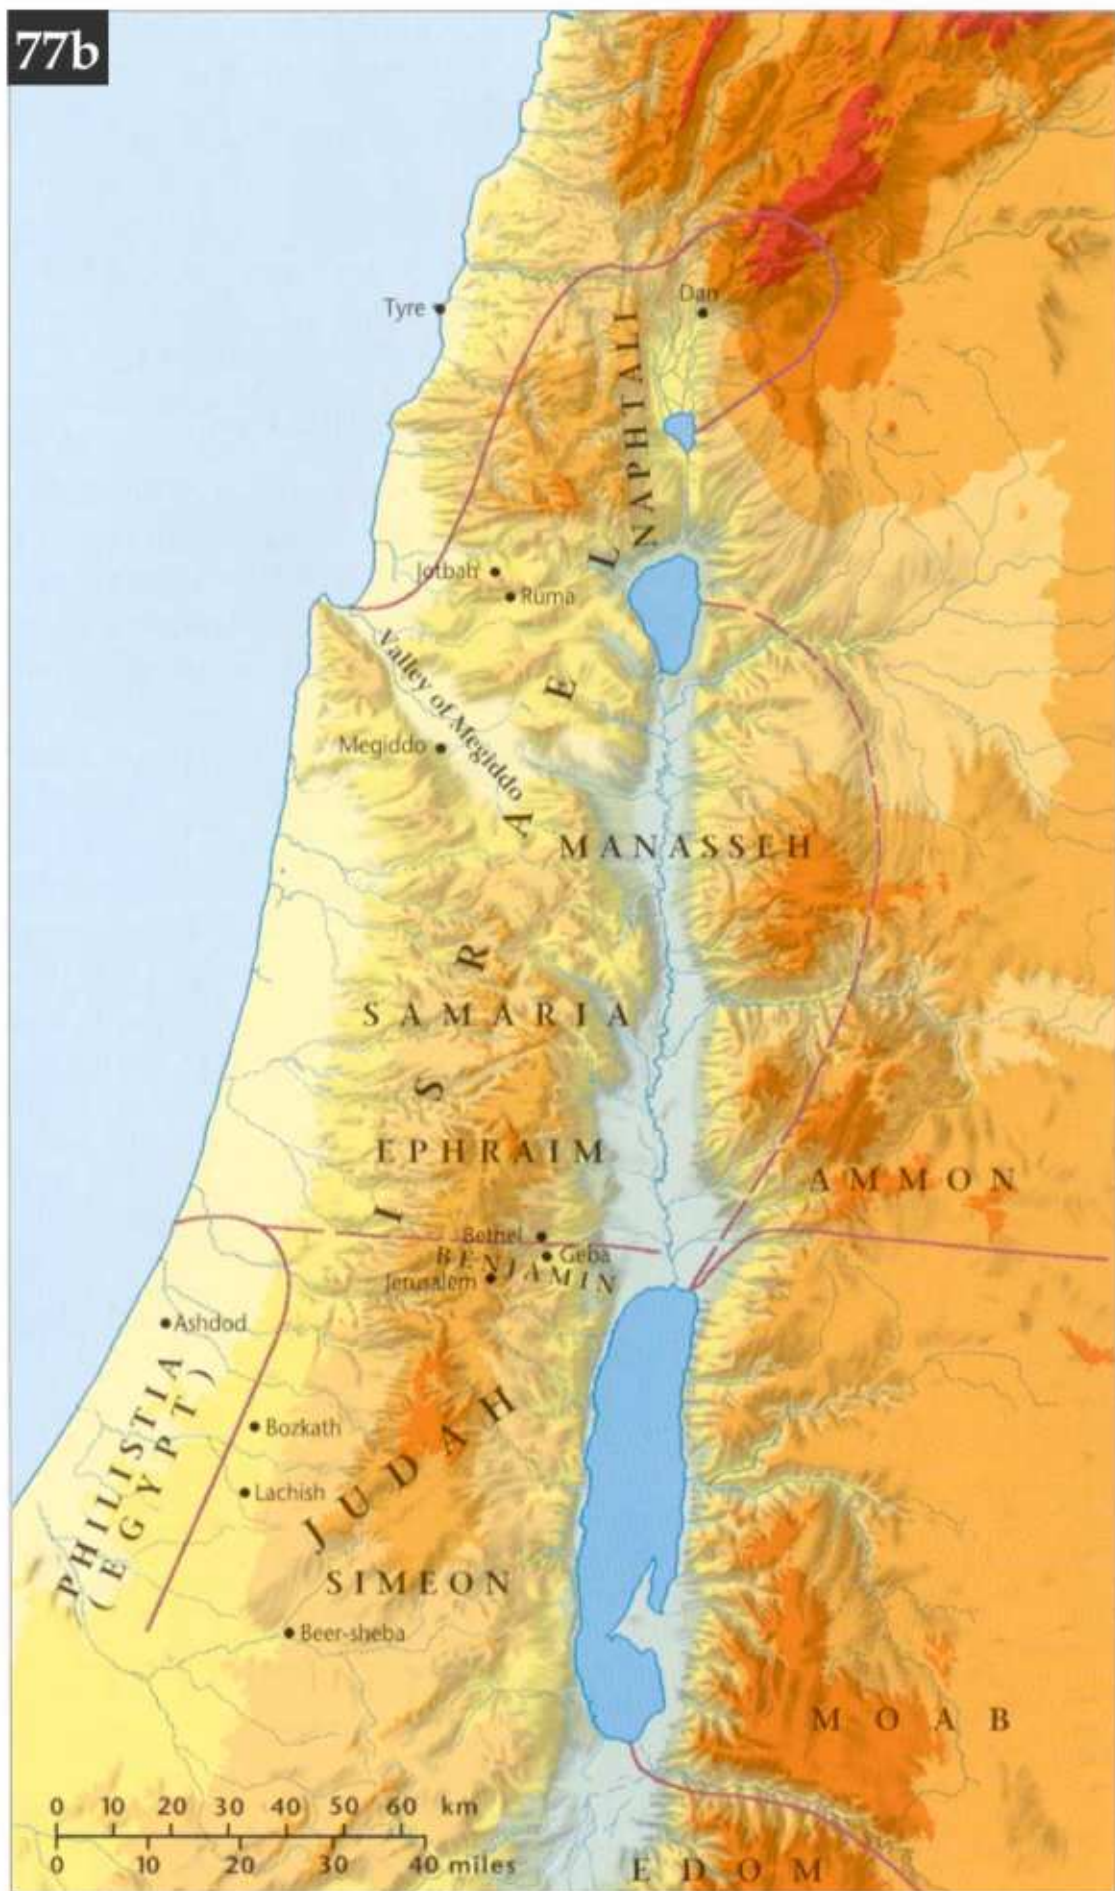 77b
Tyre
Dan
NAPHTALI
Jotbah
Ruma
Valley of Megiddo
Megiddo
ISRAEL
MANASSEH
SAMARIA
EPHRAIM
AMMON
Bethel
BENJAMIN
Geba
Jerusalem
Ashdod
PHILISTIA
(EGYPT)
Bozkath
Lachish
JUDAH
SIMEON
Beer-sheba
MOAB
0 10 20 30 40 50 60 km
0 10 20 30 40 miles
EDOM